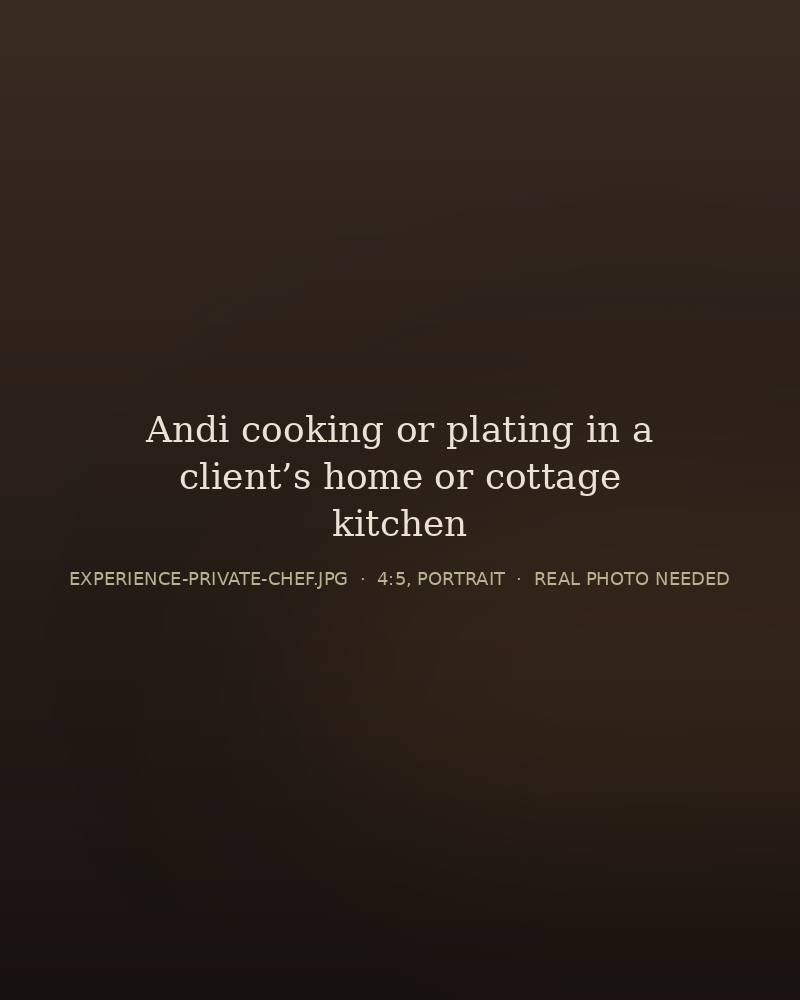 Andi cooking or plating in a
client’s home or cottage
kitchen
EXPERIENCE-PRIVATE-CHEF.JPG · 4:5, PORTRAIT · REAL PHOTO NEEDED